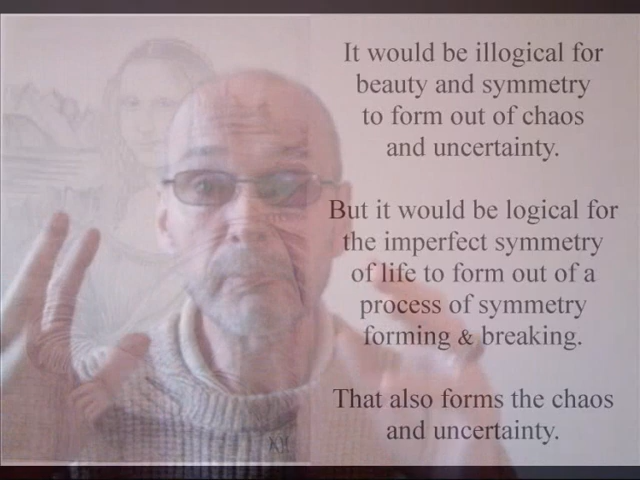 It would be illogical for
beauty and symmetry
to form out of chaos
and uncertainty.
But it would be logical for
the imperfect symmetry
of life to form out of a
process of symmetry
forming & breaking.
That also forms the chaos
and uncertainty.